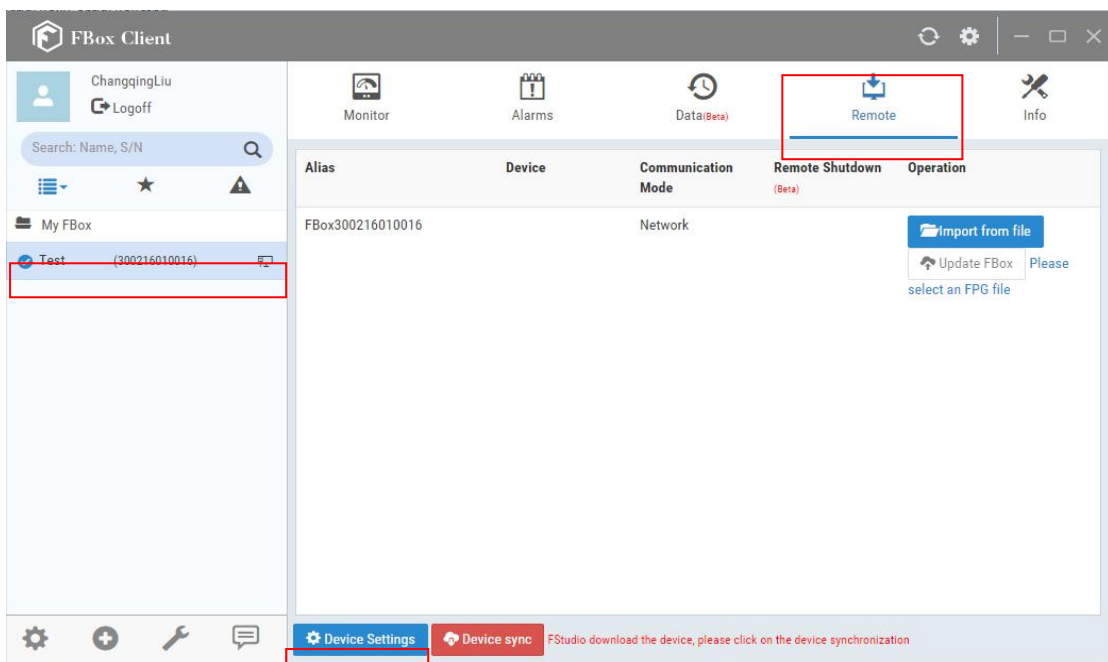 FBox Client
ChangqingLiu
Logoff
Search: Name, S/N
My FBox
Test (300216010016)
Monitor
Alarms
Data(Beta)
Remote
Info
Alias Device Communication Mode Remote Shutdown (Beta) Operation
FBox300216010016 Network
Import from file
Update FBox Please
select an FPG file
Device Settings
Device sync
FStudio download the device, please click on the device synchronization